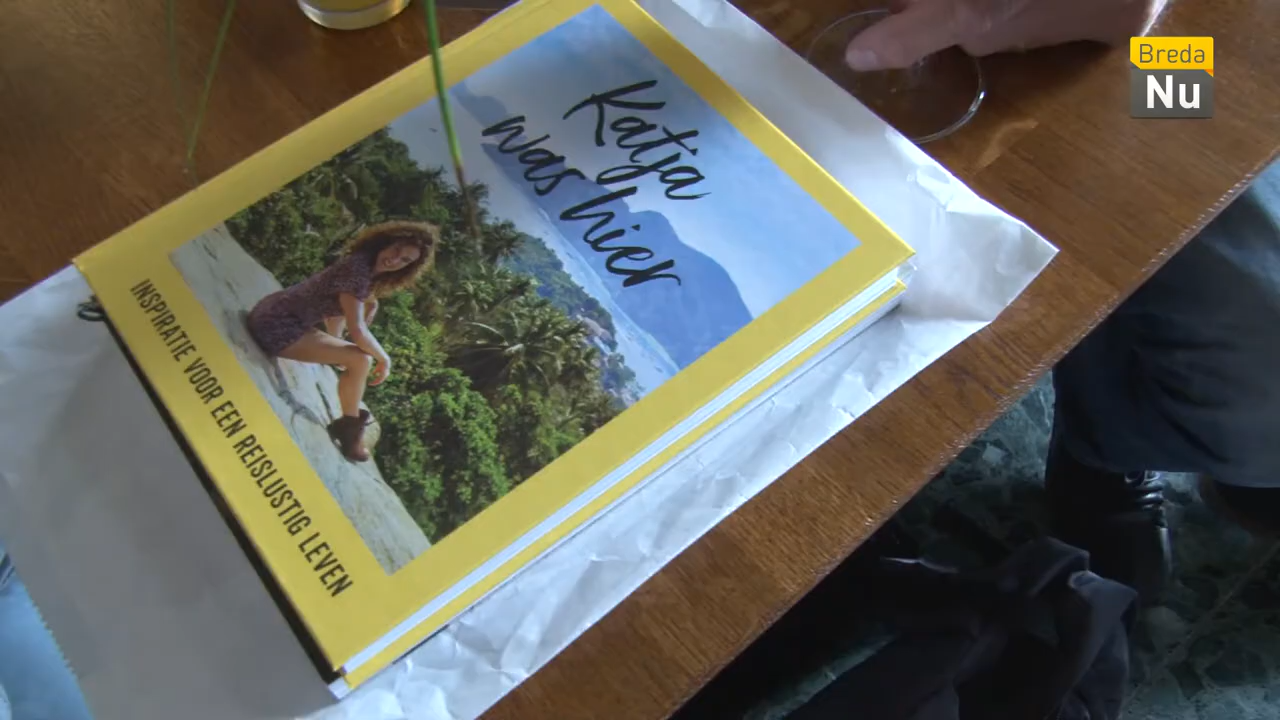 Katja
was hier
INSPIRATIE VOOR EEN REISLUSTIG LEVEN
Breda
Nu